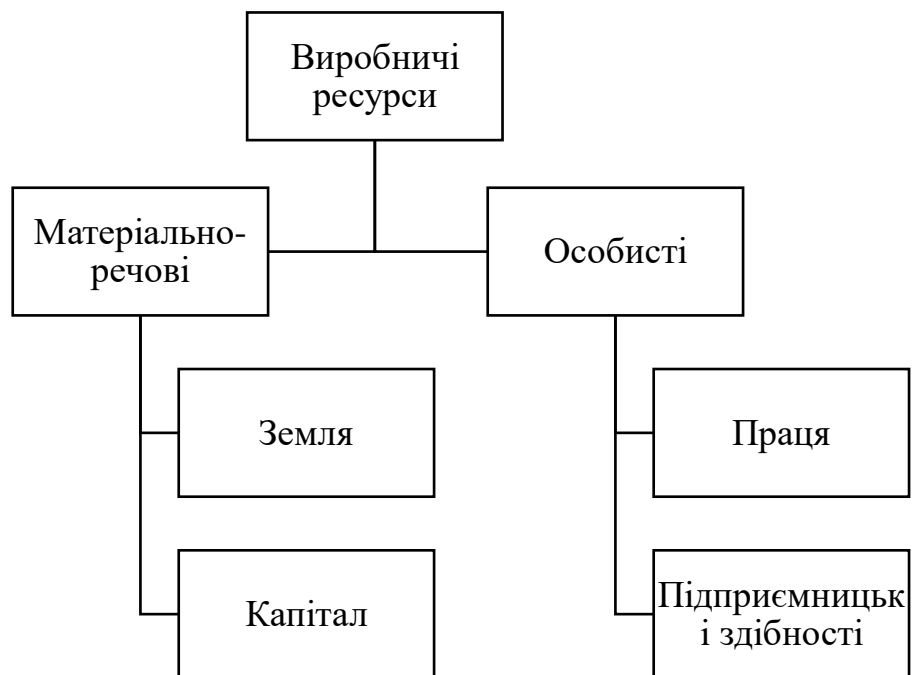 Виробничі
ресурси
Матеріально-
речові
Особисті
Земля
Праця
Капітал
Підприємницьк
і здібності